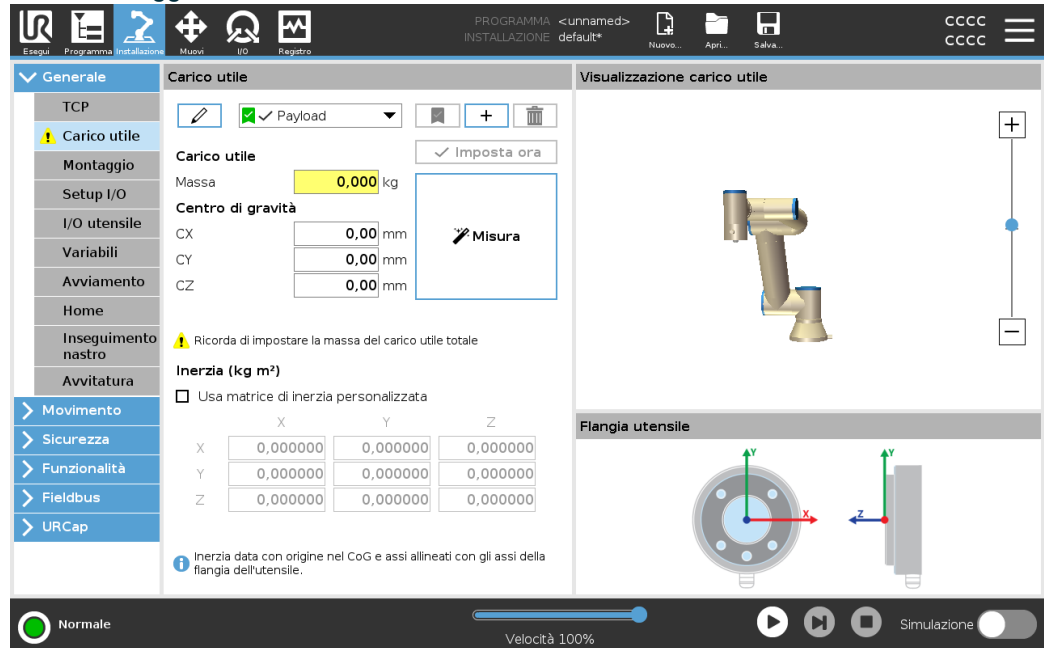 PROGRAMMA <unnamed>
INSTALLAZIONE default*
Esegui Programma Installazione Muovi I/O Registro
Nuovo... Apri... Salva...
cccc
cccc
Generale
TCP
Carico utile
Montaggio
Setup I/O
I/O utensile
Variabili
Avviamento
Home
Inseguimento
nastro
Avvitatura
Movimento
Sicurezza
Funzionalità
Fieldbus
URCap
Carico utile
Payload
Imposta ora
Carico utile
Massa 0,000 kg
Centro di gravità
CX 0,00 mm
CY 0,00 mm
CZ 0,00 mm
Misura
Ricorda di impostare la massa del carico utile totale
Inerzia (kg m²)
Usa matrice di inerzia personalizzata
X Y Z
X 0,000000 0,000000 0,000000
Y 0,000000 0,000000 0,000000
Z 0,000000 0,000000 0,000000
Inerzia data con origine nel CoG e assi allineati con gli assi della
flangia dell'utensile.
Visualizzazione carico utile
Flangia utensile
Y
X
Y
Z
Normale
Velocità 100%
Simulazione